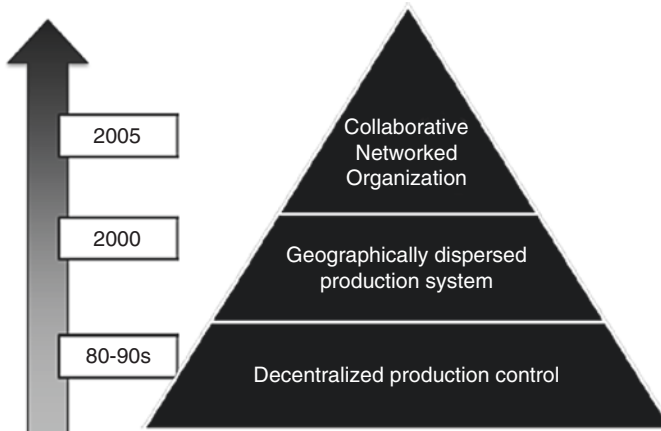 2005
Collaborative
Networked
Organization
2000
Geographically dispersed
production system
80-90s
Decentralized production control